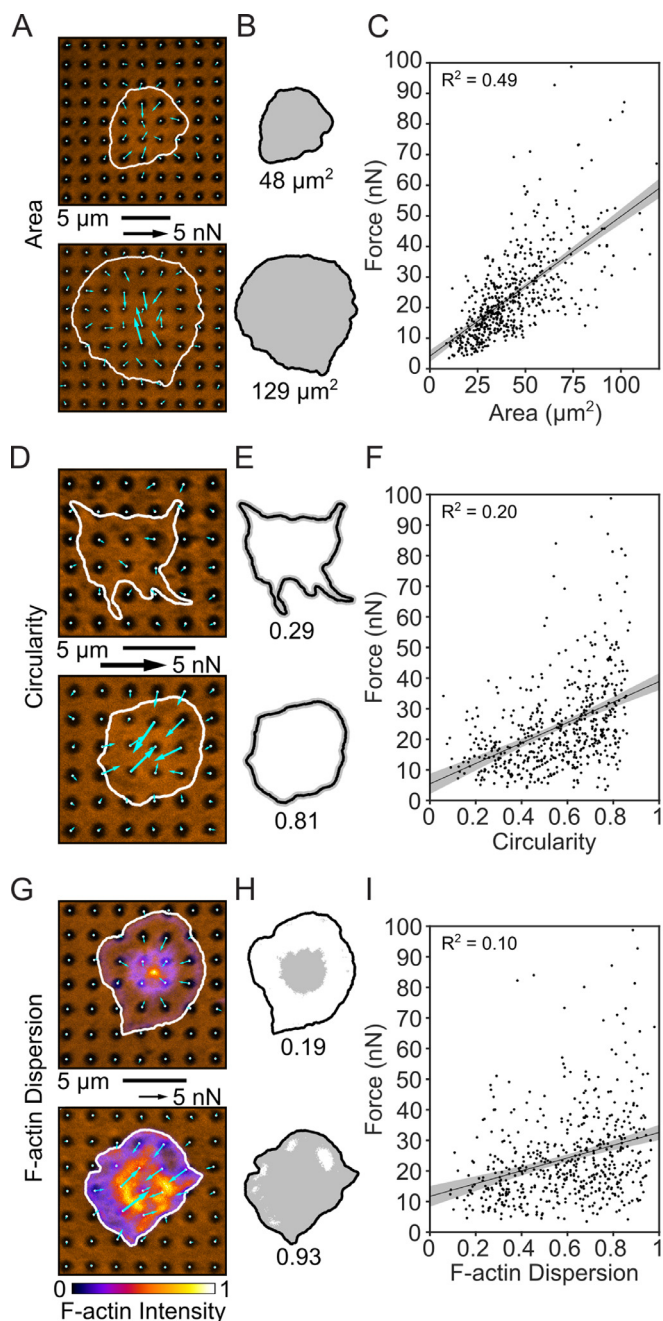 A
B
C
Area
5 µm
5 nN
48 µm²
129 µm²
R² = 0.49
Force (nN)
100
90
80
70
60
50
40
30
20
10
0
0 25 50 75 100
Area (µm²)
D
E
F
Circularity
5 µm
5 nN
0.29
0.81
R² = 0.20
Force (nN)
100
90
80
70
60
50
40
30
20
10
0
0 0.2 0.4 0.6 0.8 1
Circularity
G
H
I
F-actin Dispersion
5 µm
5 nN
0.19
0.93
0 1
F-actin Intensity
R² = 0.10
Force (nN)
100
90
80
70
60
50
40
30
20
10
0
0 0.2 0.4 0.6 0.8 1
F-actin Dispersion